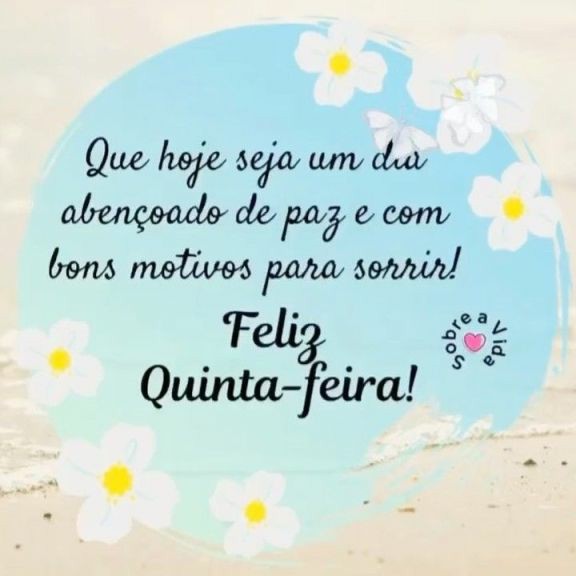 Que hoje seja um dia
abençoado de paz e com
bons motivos para sorrir!
Feliz
Quinta-feira!
Sobre a Vida